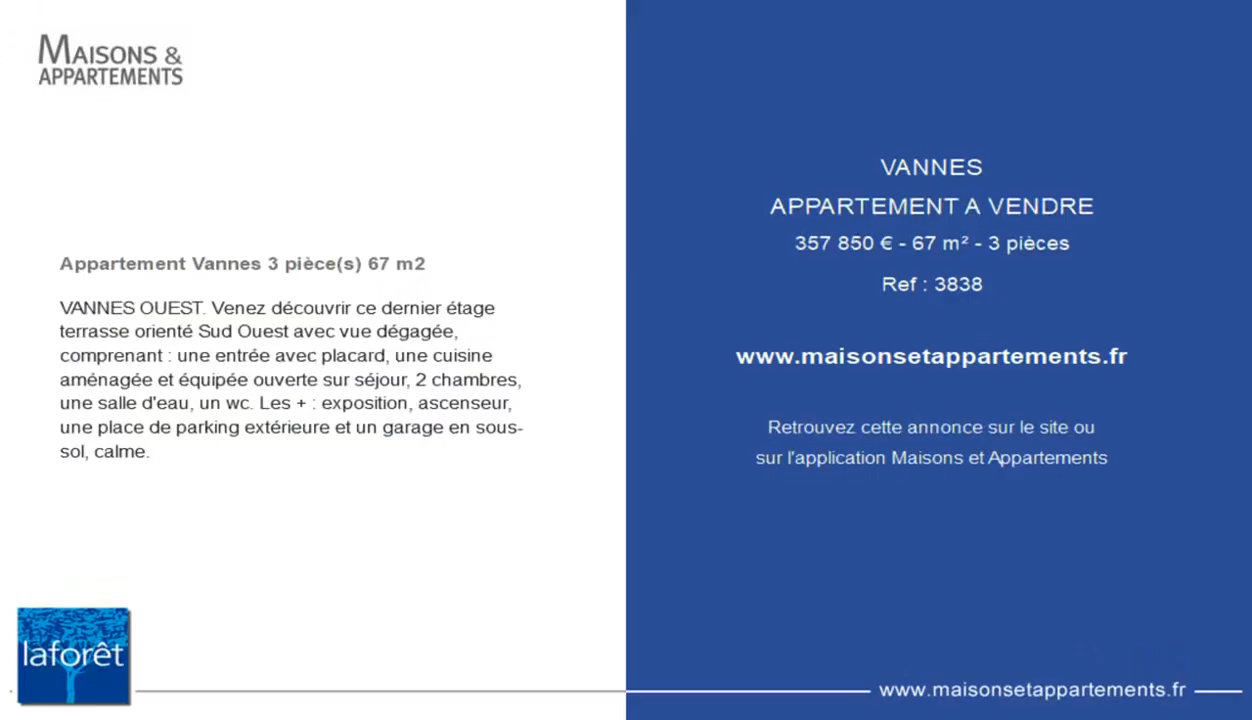 MAISONS &
APPARTEMENTS
Appartement Vannes 3 pièce(s) 67 m2
VANNES OUEST. Venez découvrir ce dernier étage
terrasse orienté Sud Ouest avec vue dégagée,
comprenant : une entrée avec placard, une cuisine
aménagée et équipée ouverte sur séjour, 2 chambres,
une salle d'eau, un wc. Les + : exposition, ascenseur,
une place de parking extérieure et un garage en sous-
sol, calme.
laforêt
VANNES
APPARTEMENT A VENDRE
357 850 € - 67 m² - 3 pièces
Ref : 3838
www.maisonsetappartements.fr
Retrouvez cette annonce sur le site ou
sur l'application Maisons et Appartements
www.maisonsetappartements.fr